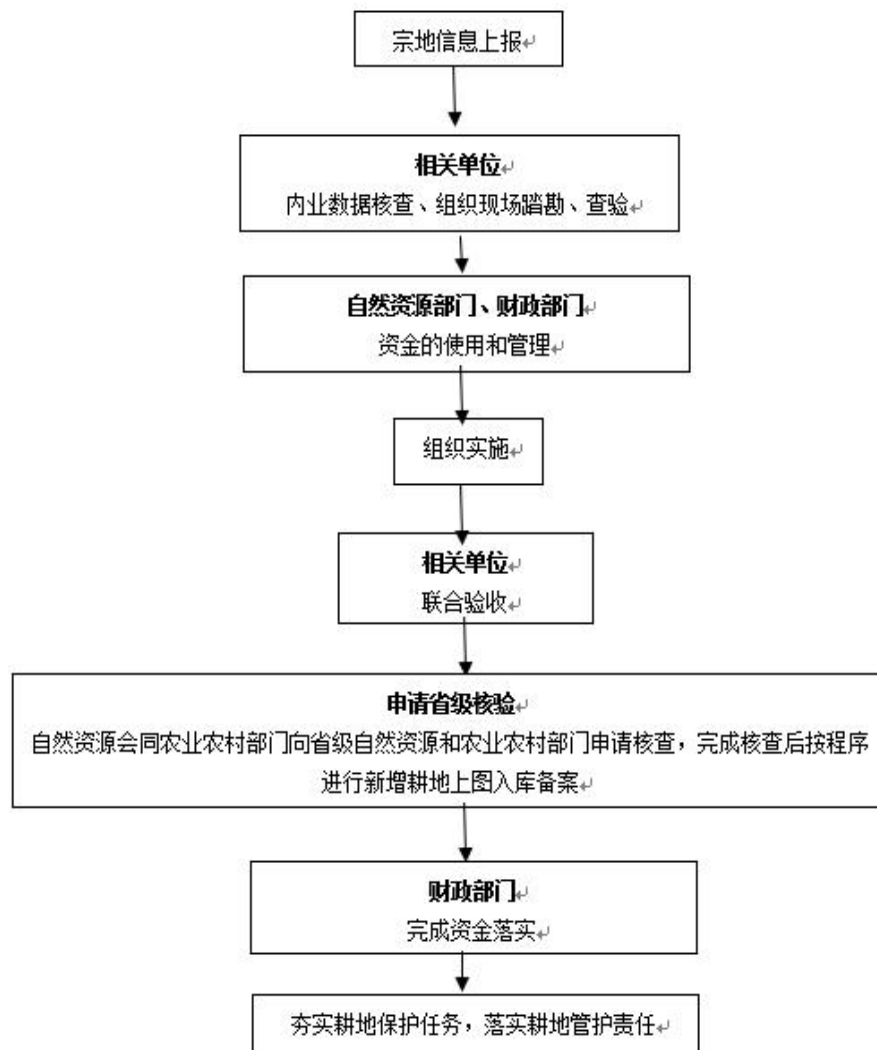 宗地信息上报↵
相关单位↵
内业数据核查、组织现场踏勘、查验↵
自然资源部门、财政部门↵
资金的使用和管理↵
组织实施↵
相关单位↵
联合验收↵
申请省级核验↵
自然资源会同农业农村部门向省级自然资源和农业农村部门申请核查，完成核查后按程序
进行新增耕地上图入库备案↵
财政部门↵
完成资金落实↵
夯实耕地保护任务，落实耕地管护责任↵